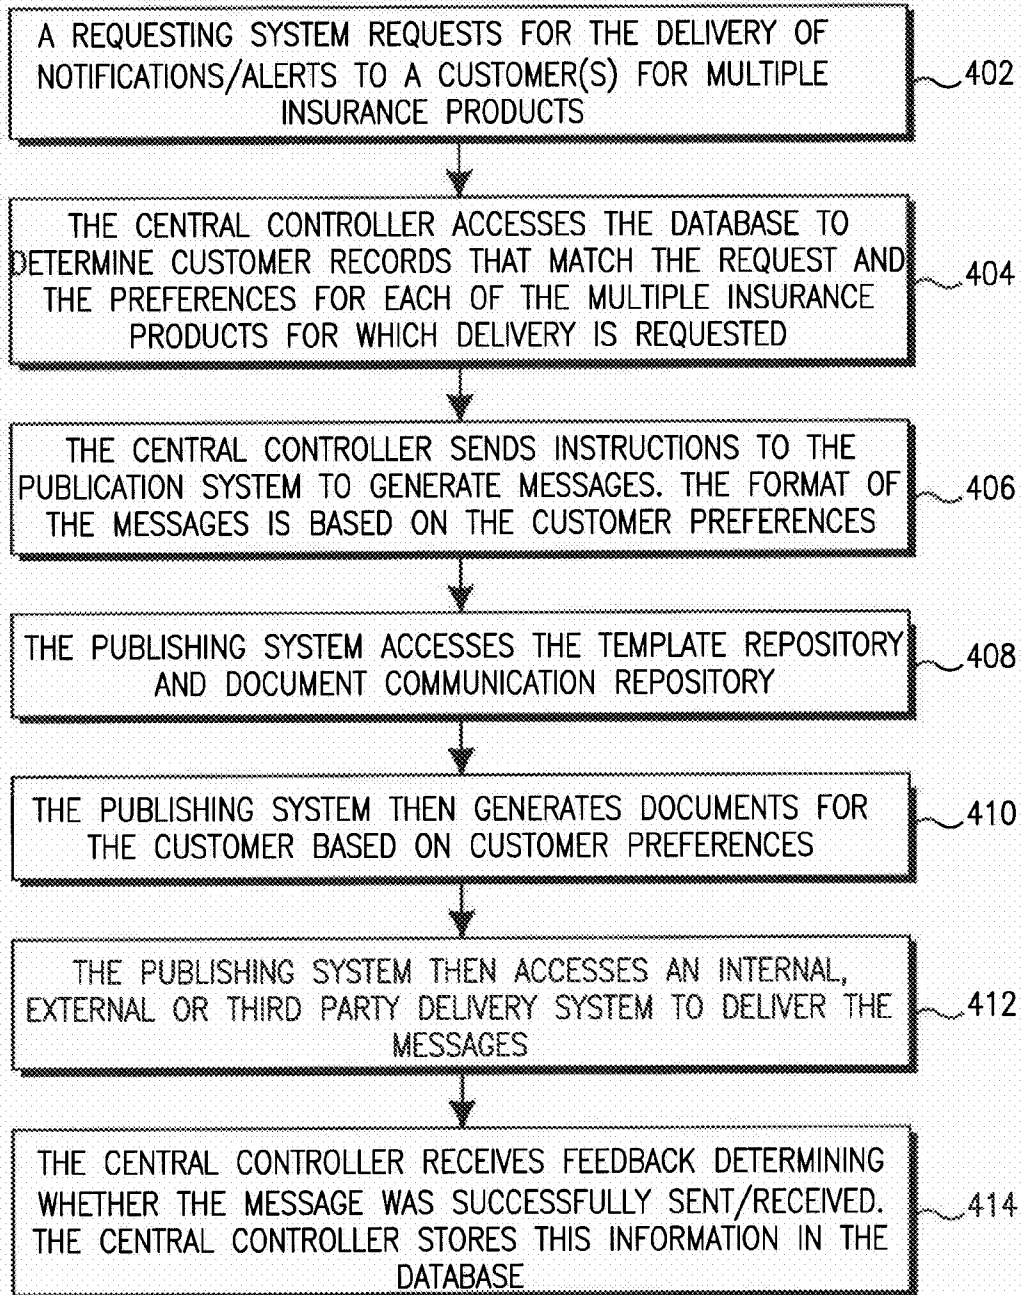 A REQUESTING SYSTEM REQUESTS FOR THE DELIVERY OF
NOTIFICATIONS/ALERTS TO A CUSTOMER(S) FOR MULTIPLE
INSURANCE PRODUCTS
402
THE CENTRAL CONTROLLER ACCESSES THE DATABASE TO
DETERMINE CUSTOMER RECORDS THAT MATCH THE REQUEST AND
THE PREFERENCES FOR EACH OF THE MULTIPLE INSURANCE
PRODUCTS FOR WHICH DELIVERY IS REQUESTED
404
THE CENTRAL CONTROLLER SENDS INSTRUCTIONS TO THE
PUBLICATION SYSTEM TO GENERATE MESSAGES. THE FORMAT OF
THE MESSAGES IS BASED ON THE CUSTOMER PREFERENCES
406
THE PUBLISHING SYSTEM ACCESSES THE TEMPLATE REPOSITORY
AND DOCUMENT COMMUNICATION REPOSITORY
408
THE PUBLISHING SYSTEM THEN GENERATES DOCUMENTS FOR
THE CUSTOMER BASED ON CUSTOMER PREFERENCES
410
THE PUBLISHING SYSTEM THEN ACCESSES AN INTERNAL,
EXTERNAL OR THIRD PARTY DELIVERY SYSTEM TO DELIVER THE
MESSAGES
412
THE CENTRAL CONTROLLER RECEIVES FEEDBACK DETERMINING
WHETHER THE MESSAGE WAS SUCCESSFULLY SENT/RECEIVED.
THE CENTRAL CONTROLLER STORES THIS INFORMATION IN THE
DATABASE
414